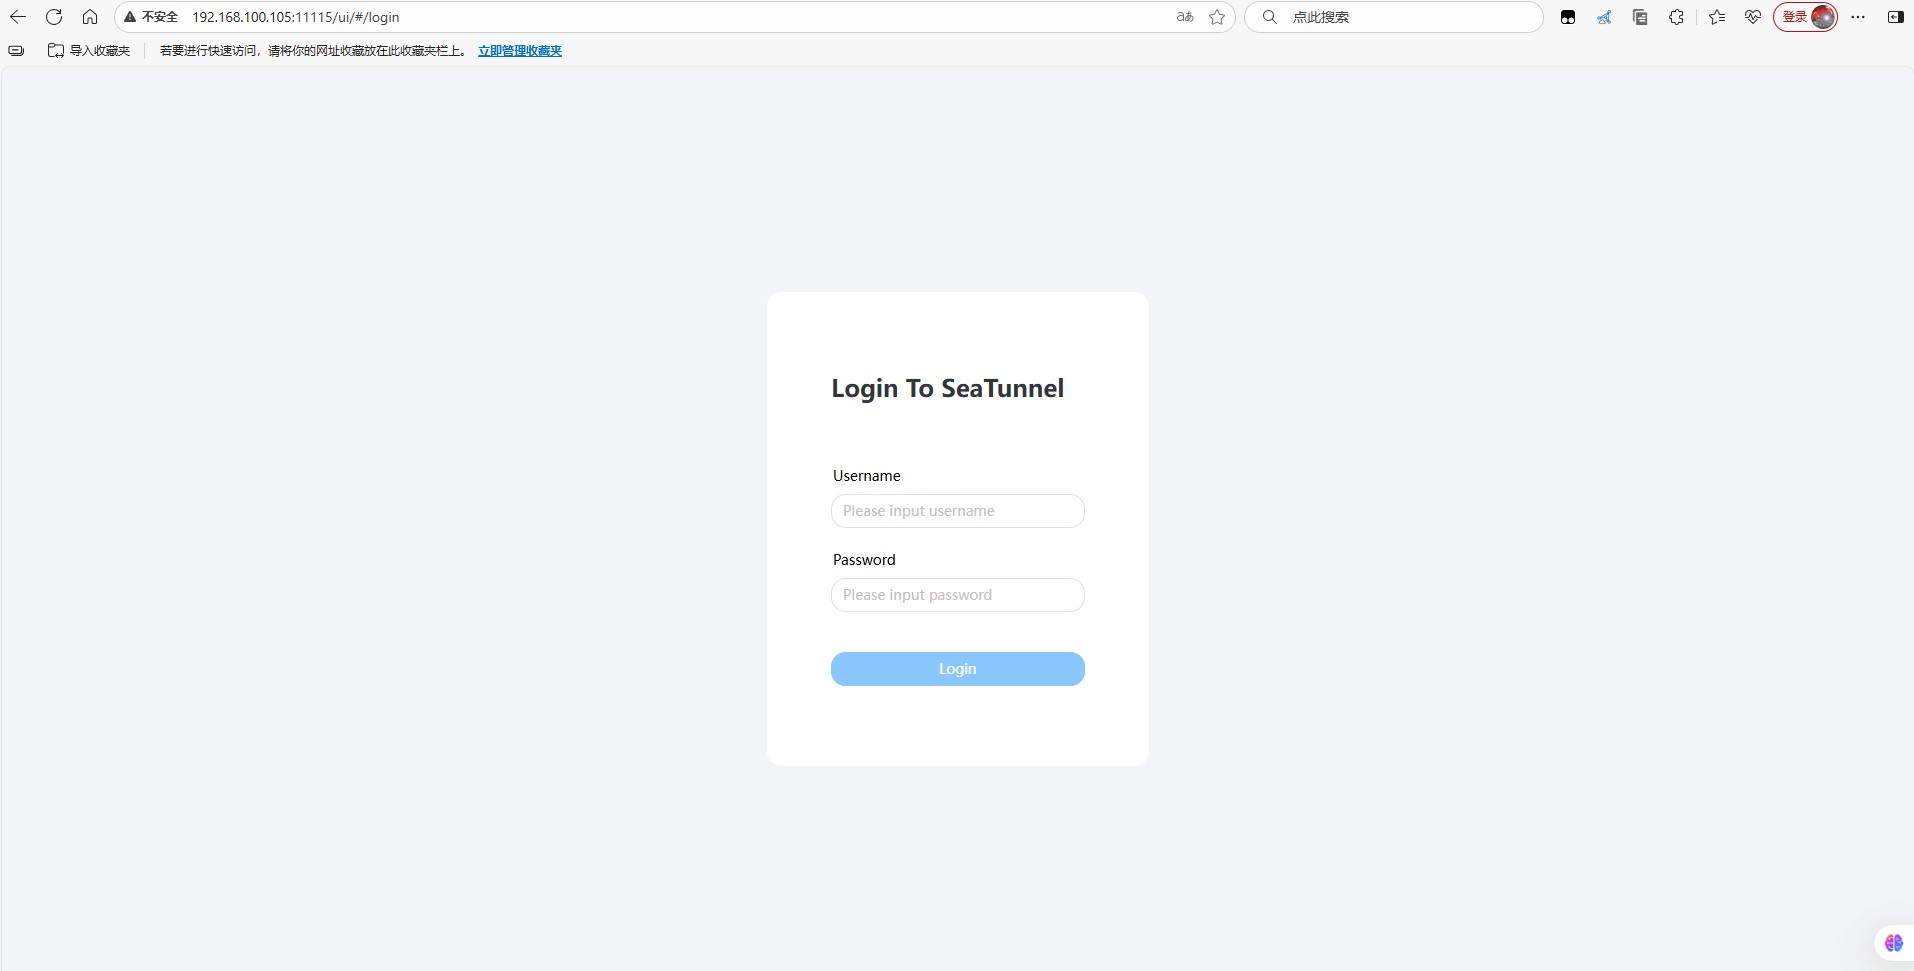 不安全 192.168.100.105:11115/ui/#/login aあ 点此搜索 登录
导入收藏夹 若要进行快速访问，请将你的网址收藏放在此收藏夹栏上。 立即管理收藏夹
Login To SeaTunnel
Username
Please input username
Password
Please input password
Login